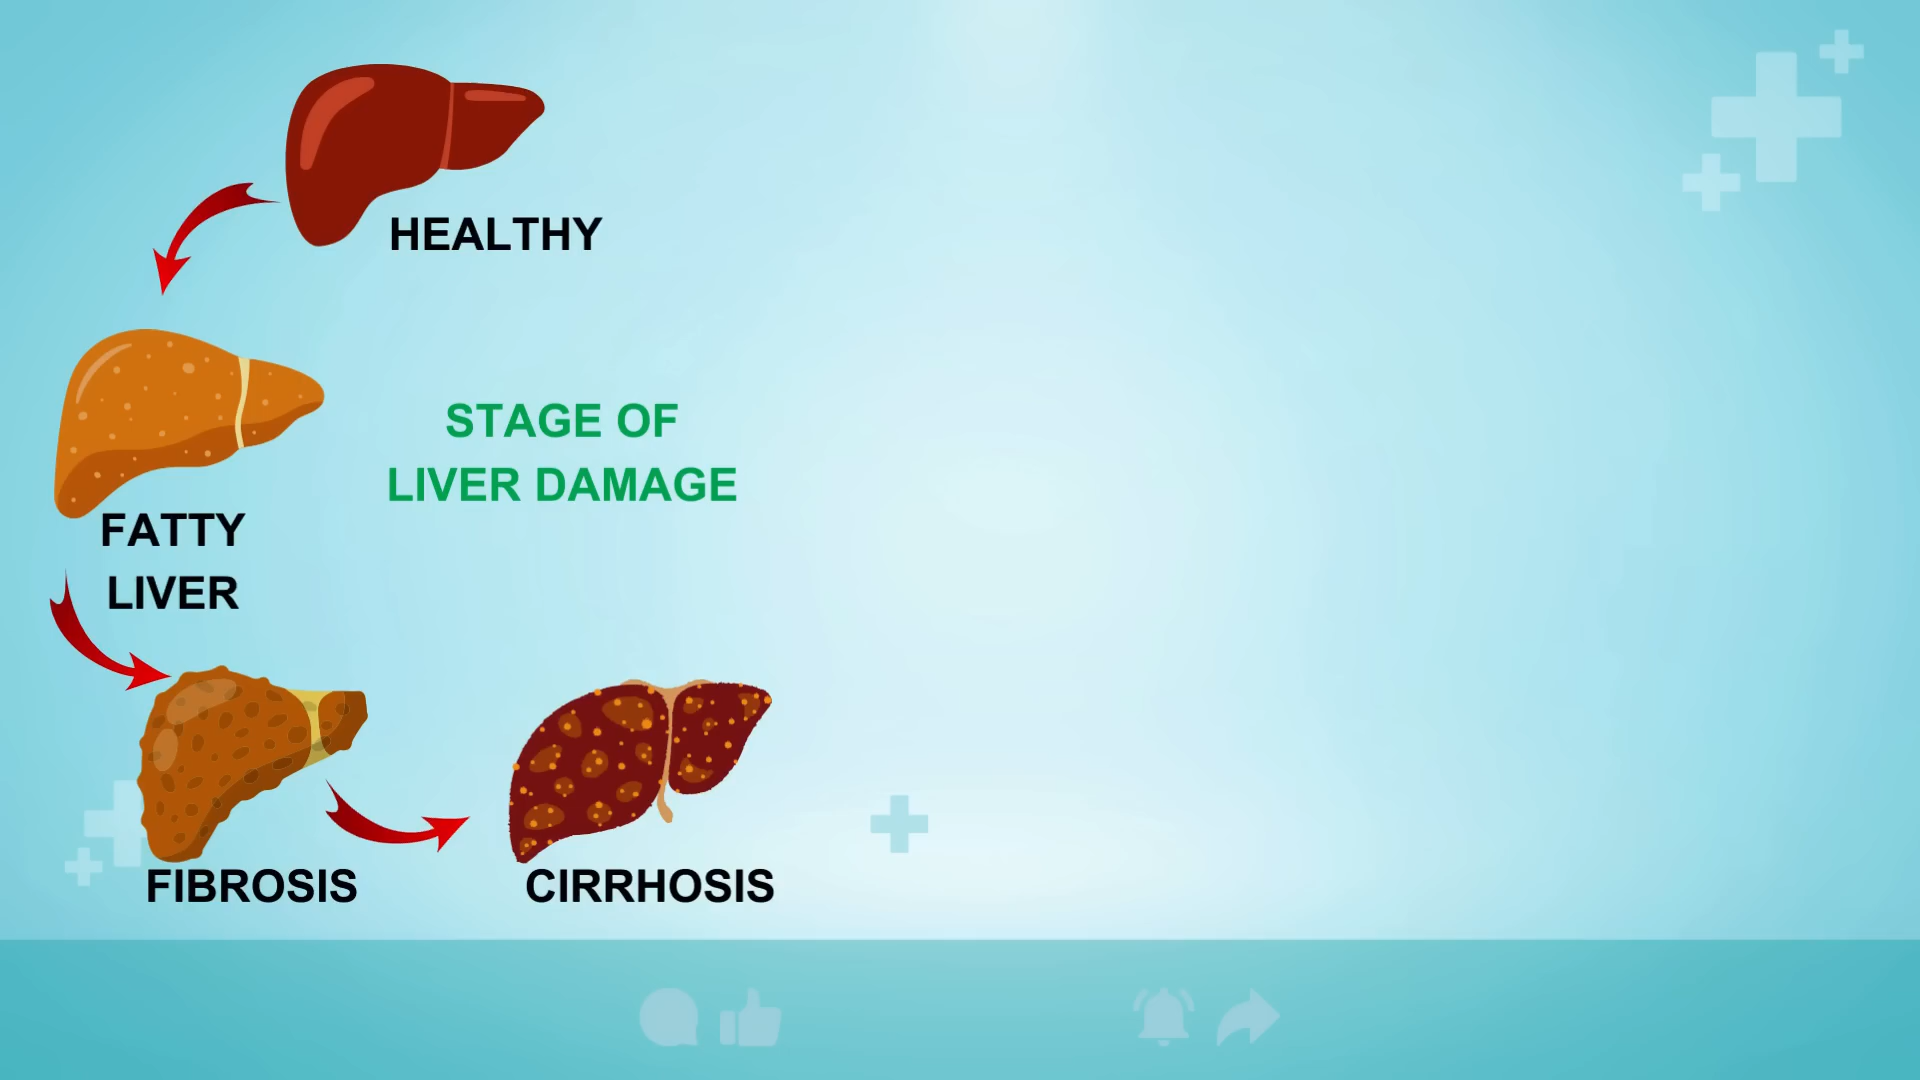 HEALTHY
STAGE OF
LIVER DAMAGE
FATTY
LIVER
FIBROSIS
CIRRHOSIS